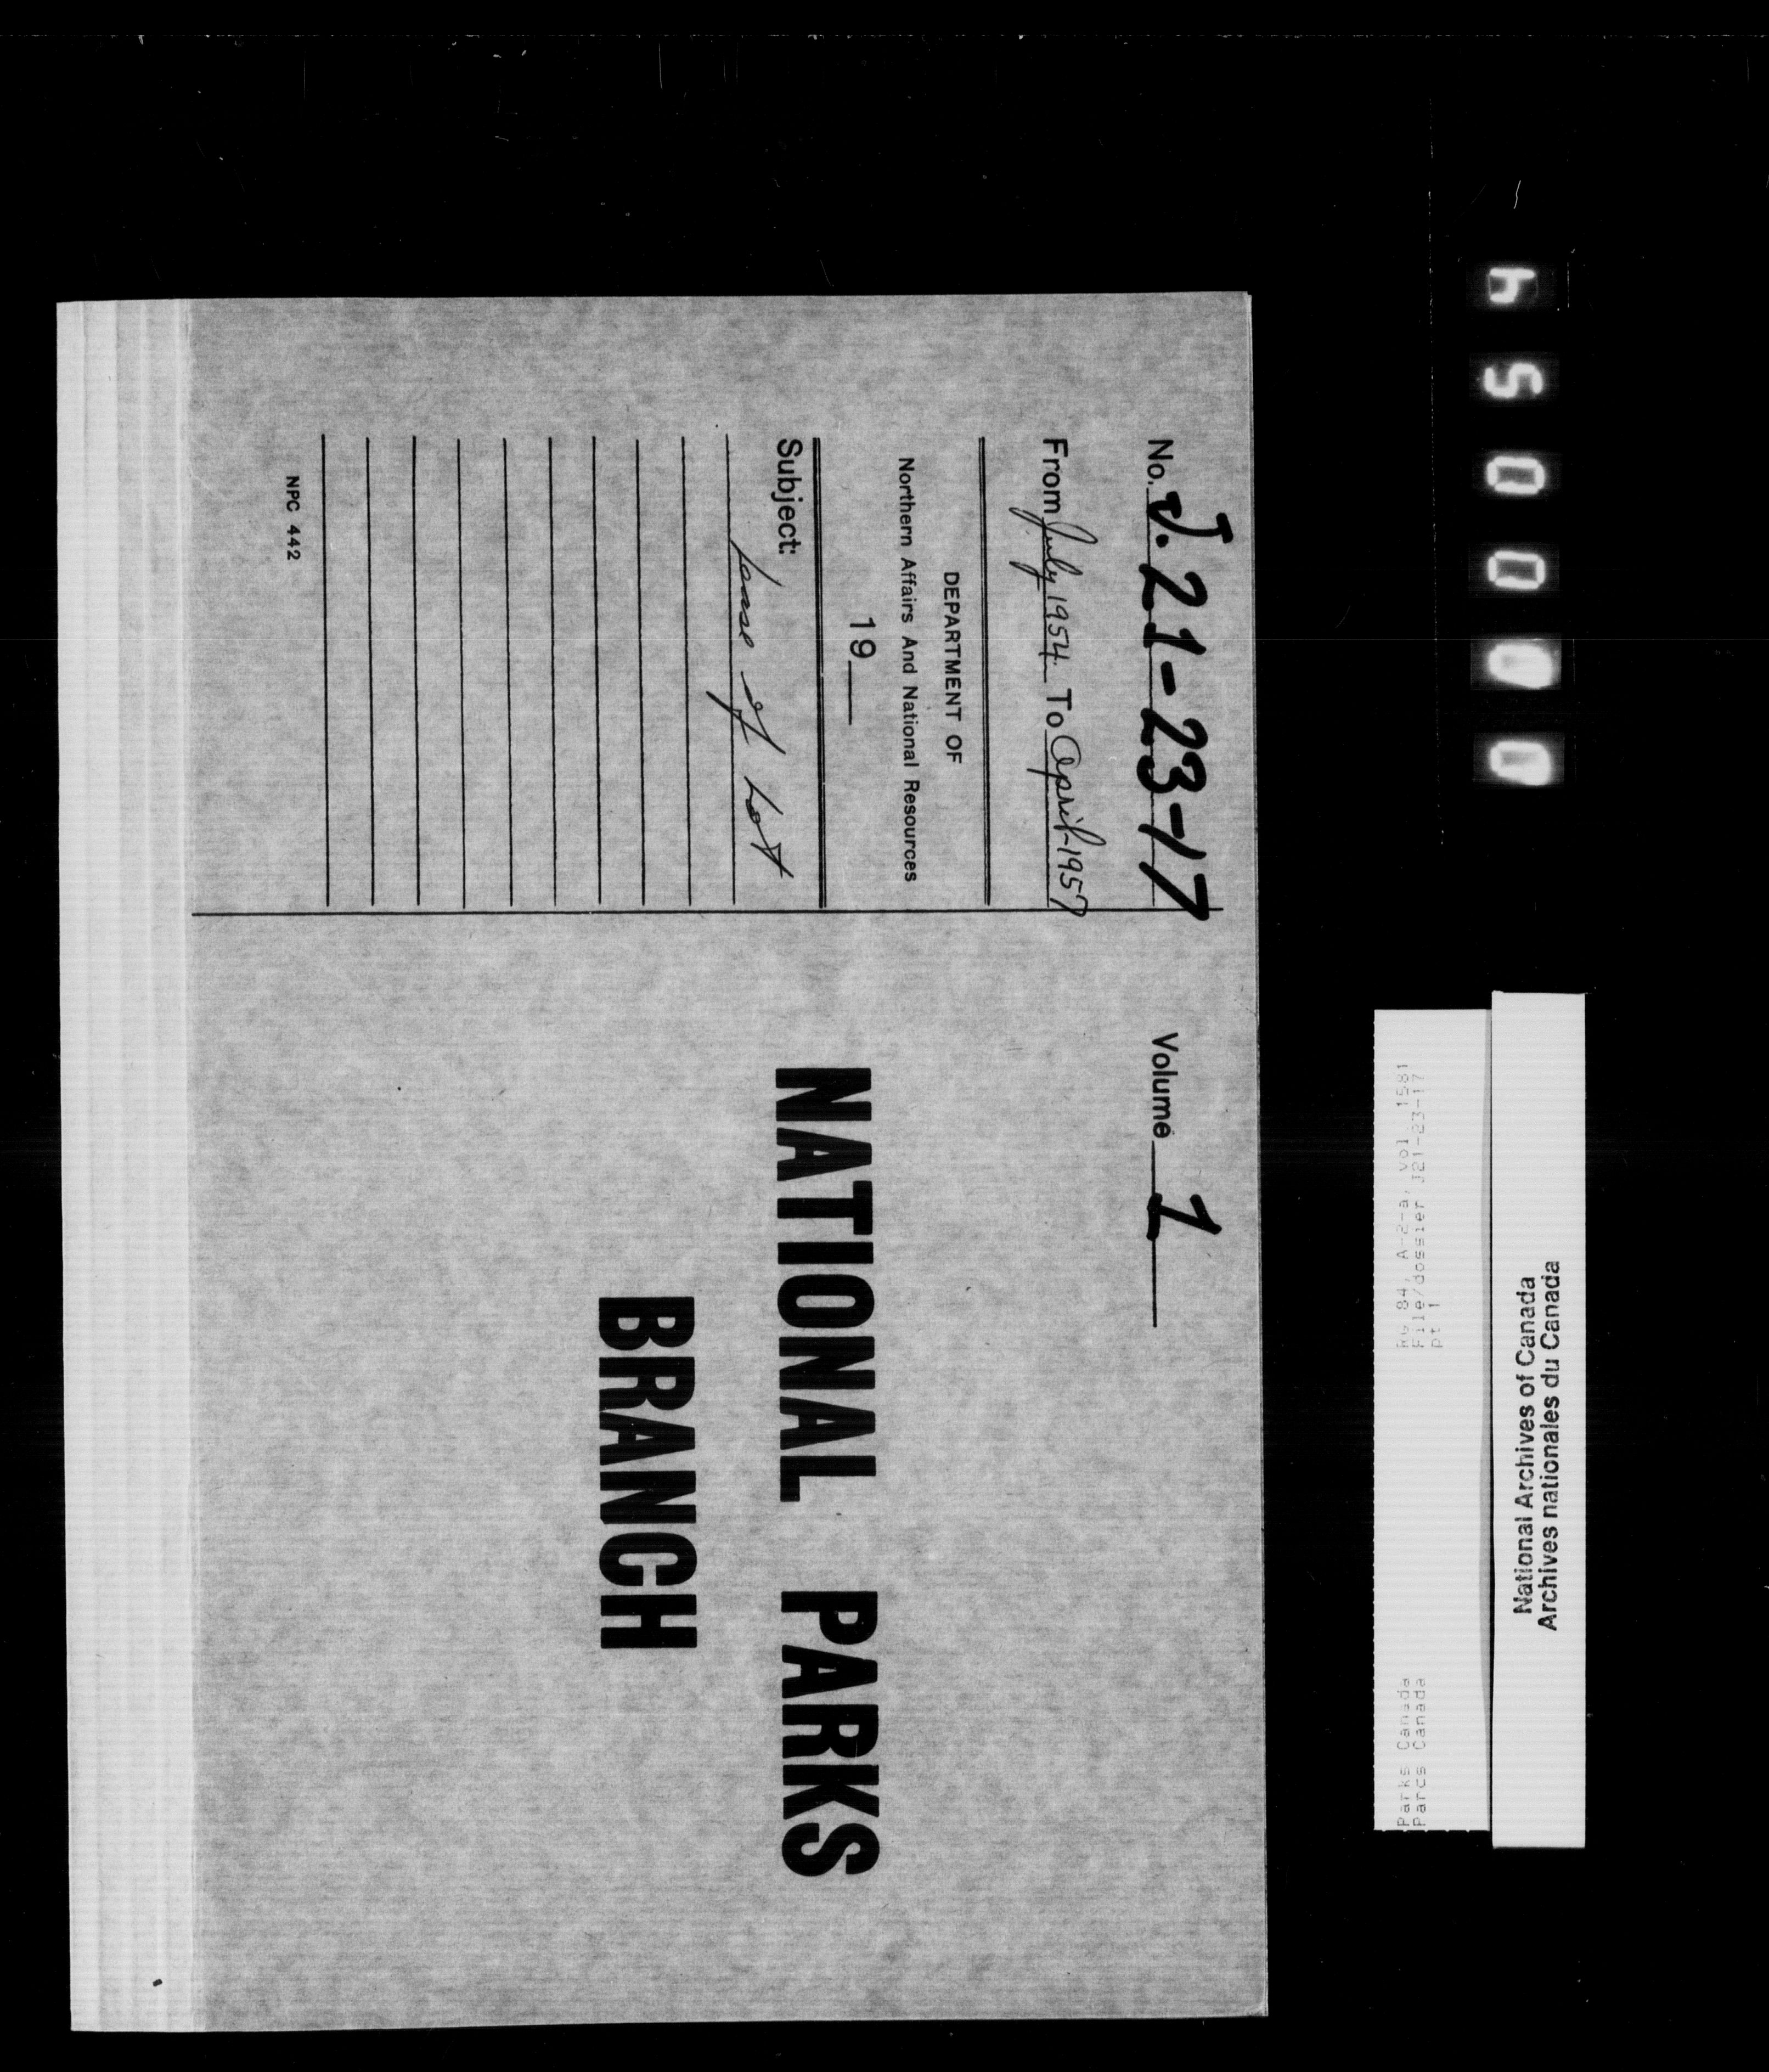 No. J. 21-23-17
From July 1954 To April 1957
DEPARTMENT OF
Northern Affairs And National Resources
19
Subject:
Lease of Lot
NPC 442
Volume 1
NATIONAL PARKS
BRANCH
450000
RG 84, A-2-a, vol. 1581
File/dossier J21-23-17
pt 1
Parks Canada
Parcs Canada
National Archives of Canada
Archives nationales du Canada